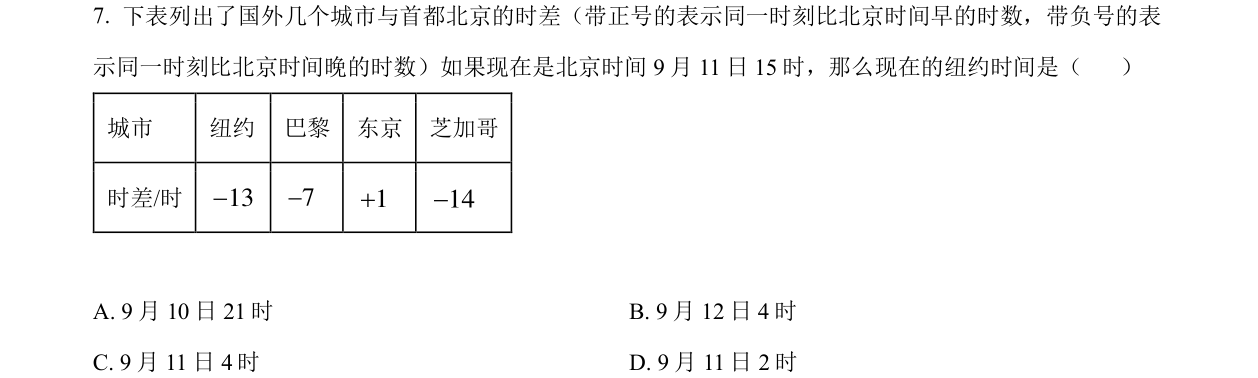 7. 下表列出了国外几个城市与首都北京的时差（带正号的表示同一时刻比北京时间早的时数，带负号的表
示同一时刻比北京时间晚的时数）如果现在是北京时间 9 月 11 日 15 时，那么现在的纽约时间是（　　）
城市 纽约 巴黎 东京 芝加哥
时差/时 −13 −7 +1 −14
A. 9 月 10 日 21 时 B. 9 月 12 日 4 时
C. 9 月 11 日 4 时 D. 9 月 11 日 2 时